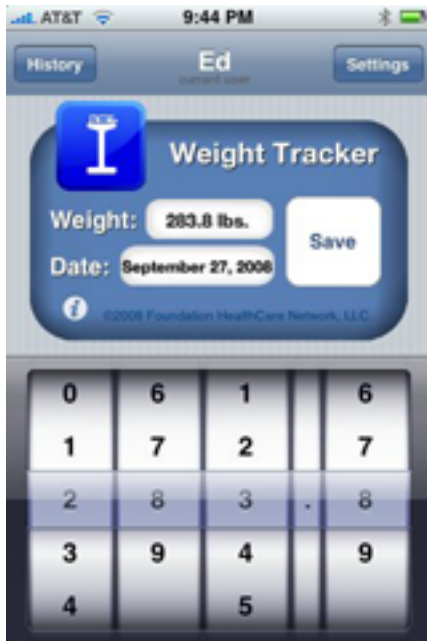 AT&T 9:44 PM
History Ed Settings
current user
Weight Tracker
Weight: 283.8 lbs.
Save
Date: September 27, 2008
i ©2008 Foundation HealthCare Network, LLC
0 6 1 6
1 7 2 7
2 8 3 . 8
3 9 4 9
4 5